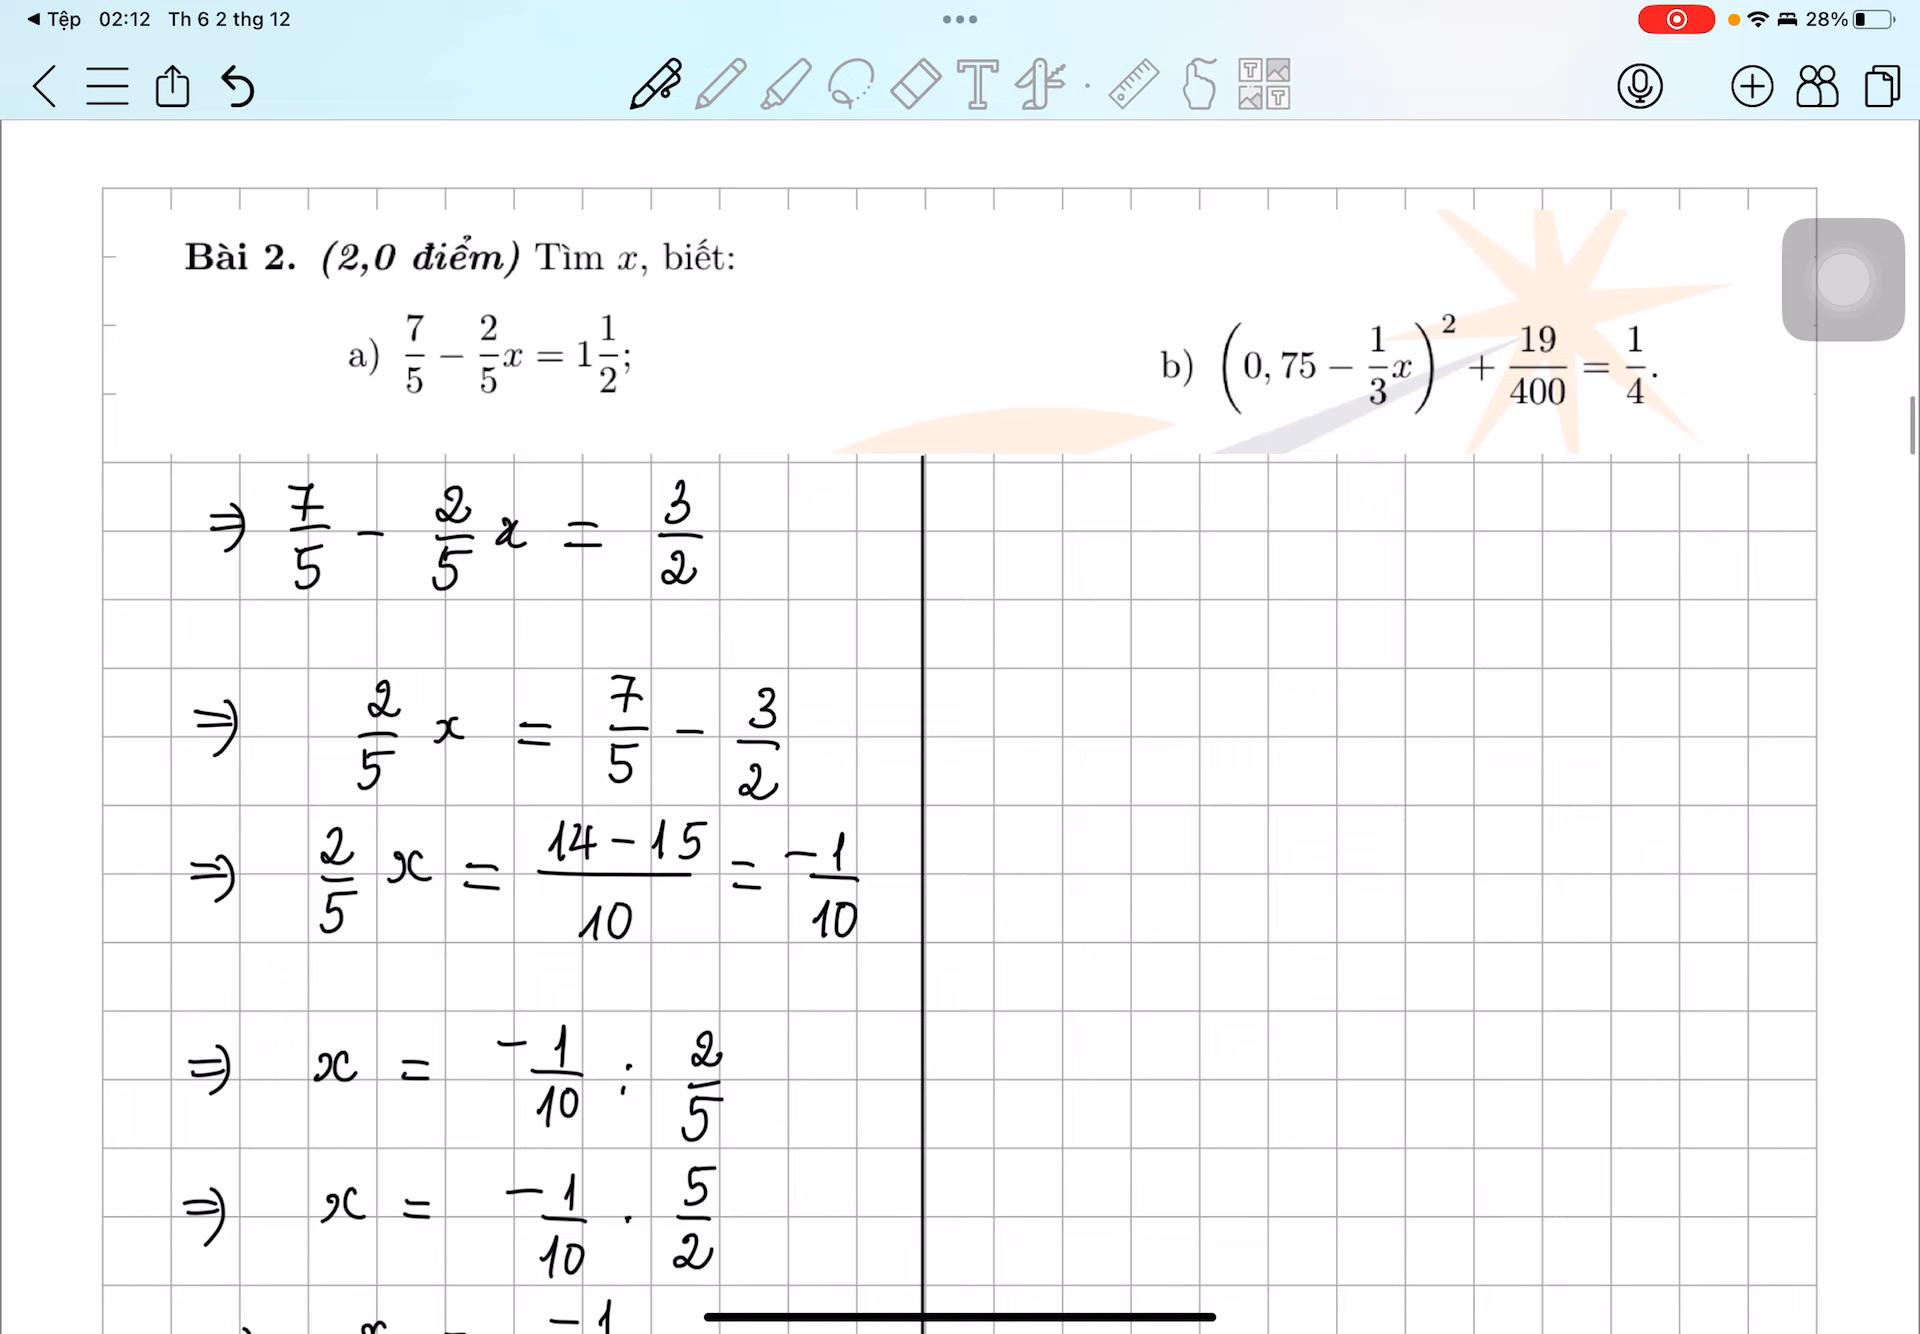 Tệp 02:12 Th 6 2 thg 12
28%
Bài 2. (2,0 điểm) Tìm x, biết:
a) 7/5 − 2/5 x = 1 1/2;
b) (0,75 − 1/3 x)² + 19/400 = 1/4.
⇒ 7/5 − 2/5 x = 3/2
⇒ 2/5 x = 7/5 − 3/2
⇒ 2/5 x = (14 − 15)/10 = −1/10
⇒ x = −1/10 : 2/5
⇒ x = −1/10 . 5/2